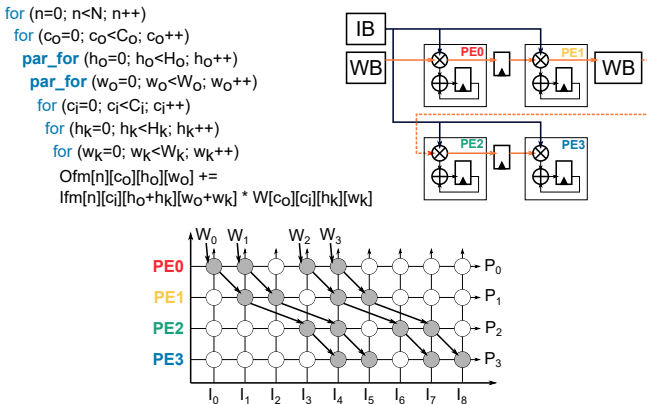 for (n=0; n<N; n++)
for (cₒ=0; cₒ<Cₒ; cₒ++)
par_for (hₒ=0; hₒ<Hₒ; hₒ++)
par_for (wₒ=0; wₒ<Wₒ; wₒ++)
for (cᵢ=0; cᵢ<Cᵢ; cᵢ++)
for (hₖ=0; hₖ<Hₖ; hₖ++)
for (wₖ=0; wₖ<Wₖ; wₖ++)
Ofm[n][cₒ][hₒ][wₒ] +=
Ifm[n][cᵢ][hₒ+hₖ][wₒ+wₖ] * W[cₒ][cᵢ][hₖ][wₖ]
IB
WB PE0 PE1 WB
PE2 PE3
W₀ W₁ W₂ W₃
PE0 P₀
PE1 P₁
PE2 P₂
PE3 P₃
I₀ I₁ I₂ I₃ I₄ I₅ I₆ I₇ I₈